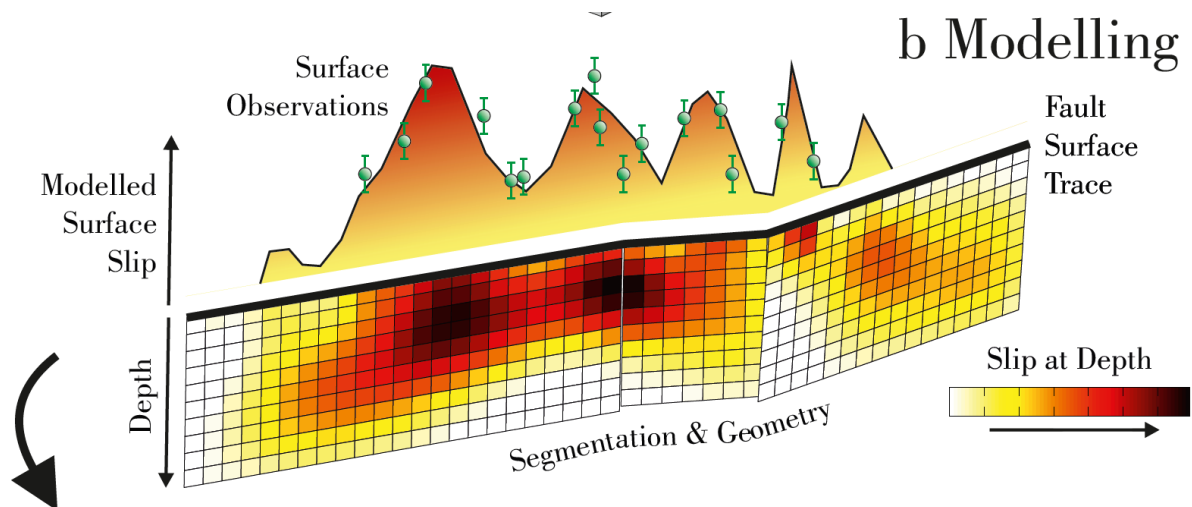 b Modelling
Surface
Observations
Fault
Surface
Trace
Modelled
Surface
Slip
Depth
Slip at Depth
Segmentation & Geometry